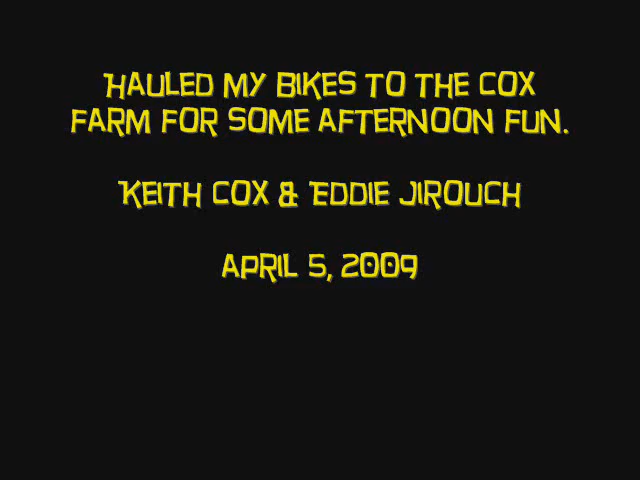 Hauled my Bikes to the Cox
Farm for some afternoon fun.
Keith Cox & Eddie Jirouch
April 5, 2009